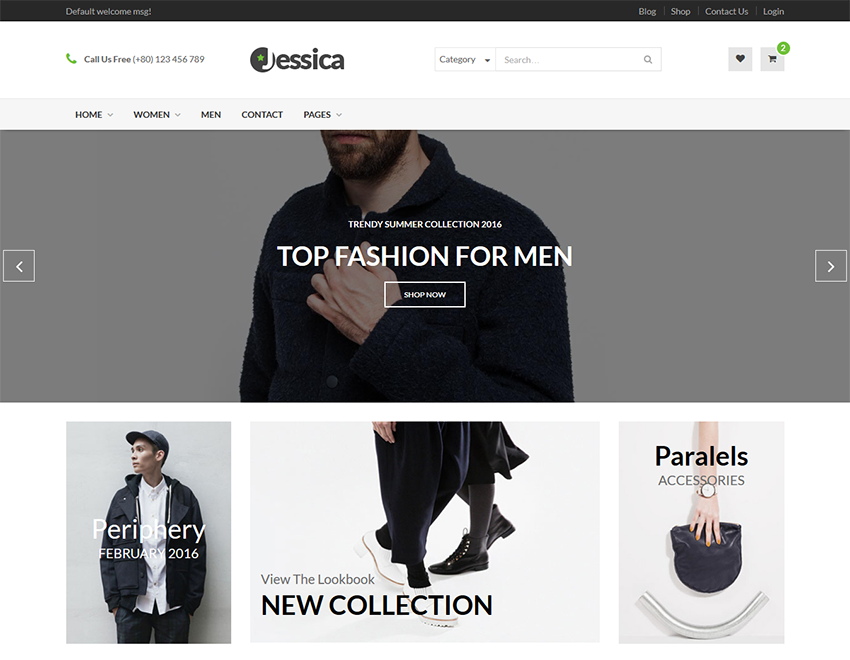 Default welcome msg!
Blog Shop Contact Us Login
Call Us Free (+80) 123 456 789
Jessica
Category Search...
2
HOME WOMEN MEN CONTACT PAGES
TRENDY SUMMER COLLECTION 2016
TOP FASHION FOR MEN
SHOP NOW
Periphery
FEBRUARY 2016
View The Lookbook
NEW COLLECTION
Paralels
ACCESSORIES